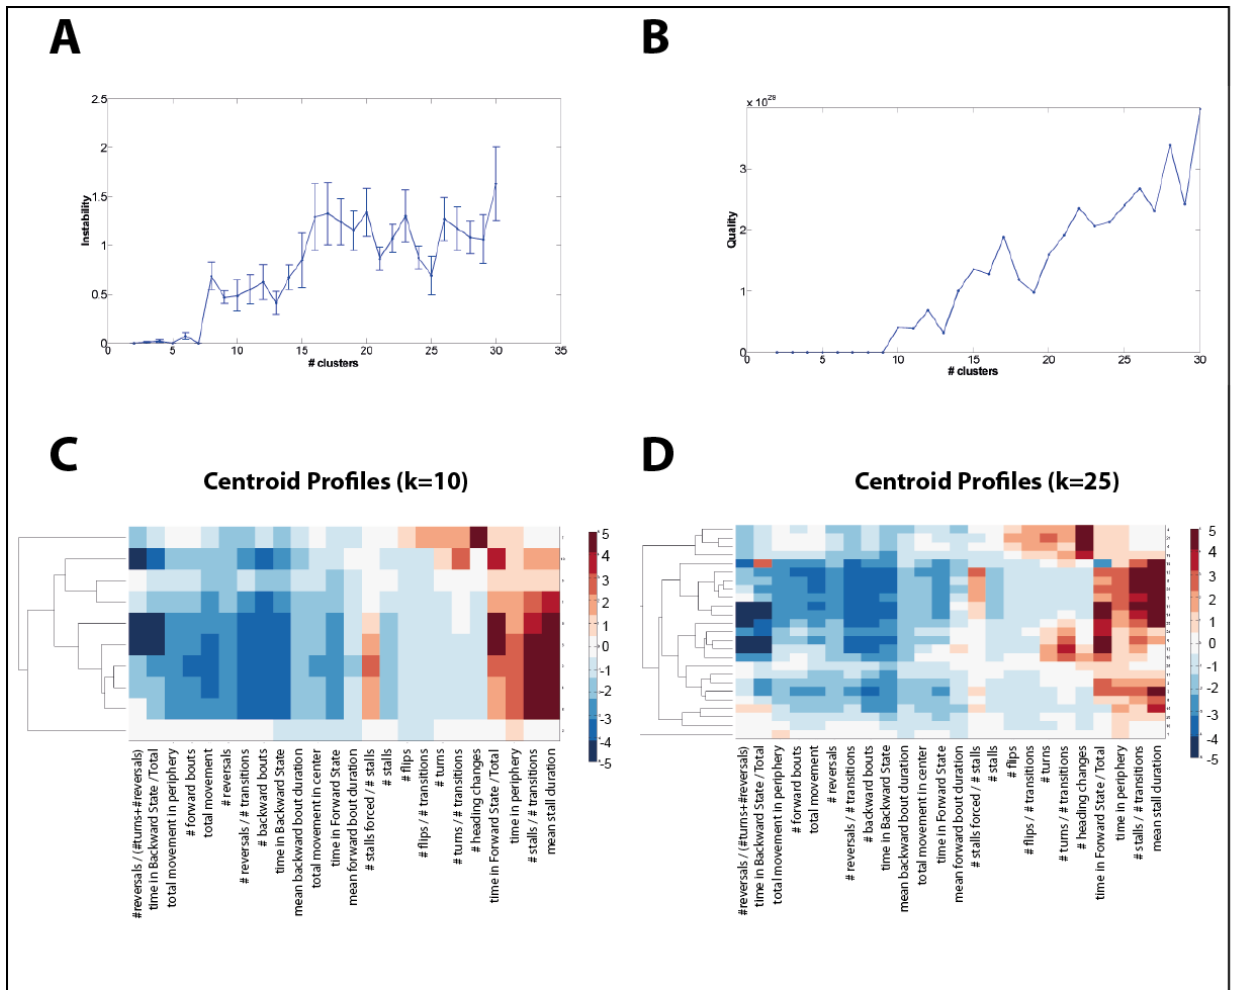 A
B
2.5
2
1.5
1
0.5
0
Instability
0
5
10
15
20
25
30
35
# clusters
x 10^28
3
2
1
0
Quality
0
5
10
15
20
25
30
# clusters
C
D
Centroid Profiles (k=10)
Centroid Profiles (k=25)
5
4
3
2
1
0
-1
-2
-3
-4
-5
5
4
3
2
1
0
-1
-2
-3
-4
-5
#reversals / (#turns+#reversals)
time in Backward State /Total
total movement in periphery
# forward bouts
total movement
# reversals
# reversals / # transitions
# backward bouts
time in Backward State
mean backward bout duration
total movement in center
time in Forward State
mean forward bout duration
# stalls forced / # stalls
# stalls
# flips
# flips / # transitions
# turns
# turns / # transitions
# heading changes
time in Forward State / Total
time in periphery
# stalls / # transitions
mean stall duration
#reversals / (#turns+#reversals)
time in Backward State / Total
total movement in periphery
# forward bouts
total movement
# reversals
# reversals / # transitions
# backward bouts
time in Backward State
mean backward bout duration
total movement in center
time in Forward State
mean forward bout duration
# stalls forced / # stalls
# stalls
# flips
# flips / # transitions
# turns
# turns / # transitions
# heading changes
time in Forward State / Total
time in periphery
# stalls / # transitions
mean stall duration